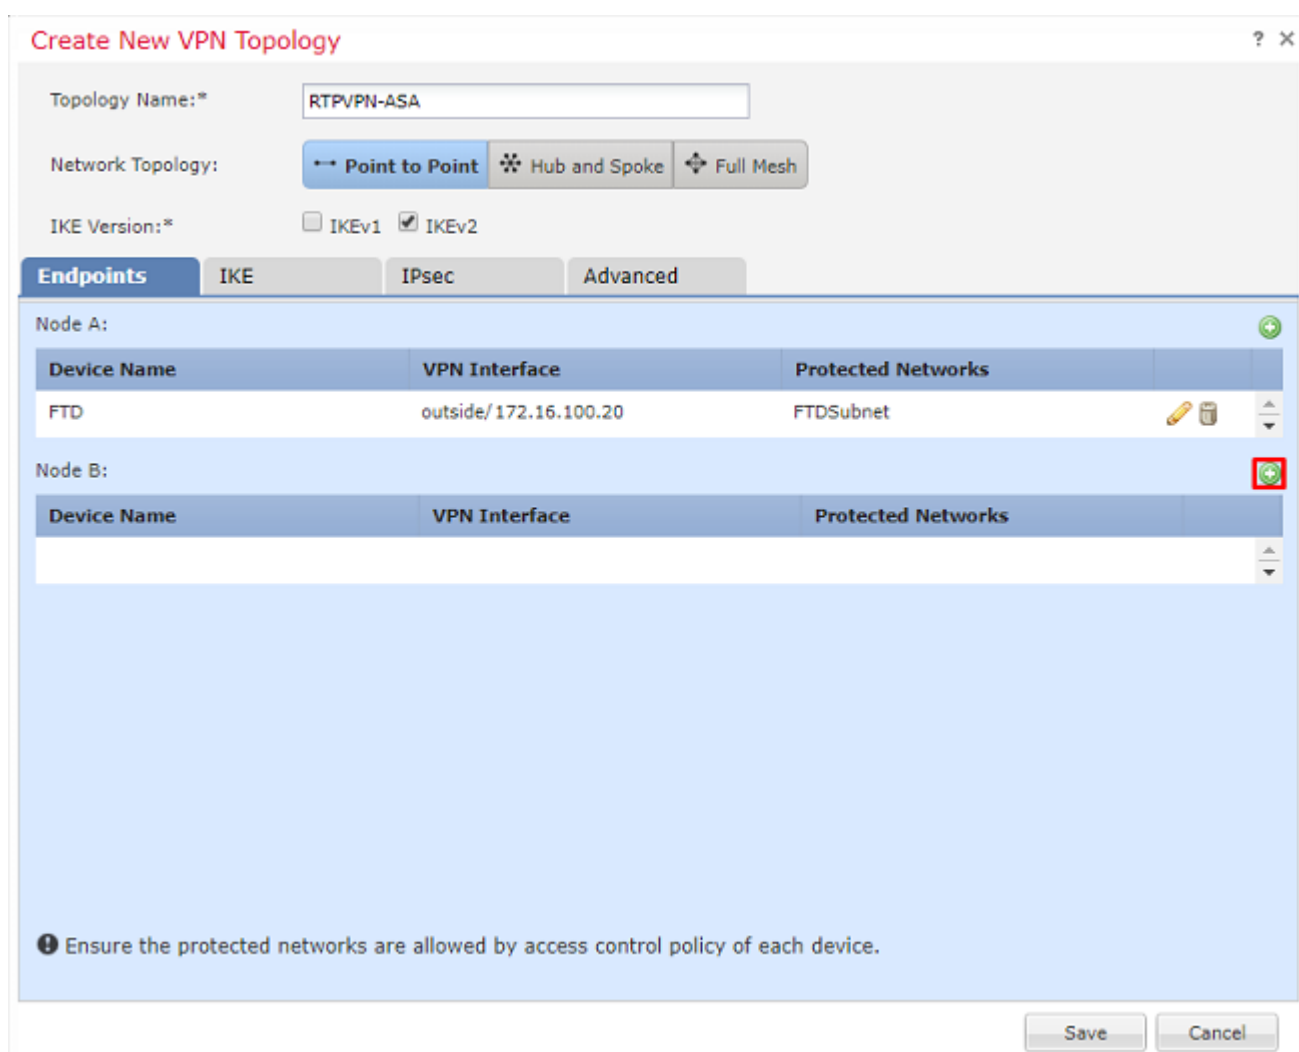 Create New VPN Topology ? ×
Topology Name:* RTPVPN-ASA
Network Topology: Point to Point Hub and Spoke Full Mesh
IKE Version:* IKEv1 IKEv2
Endpoints IKE IPsec Advanced
Node A:
Device Name VPN Interface Protected Networks
FTD outside/172.16.100.20 FTDSubnet
Node B:
Device Name VPN Interface Protected Networks
Ensure the protected networks are allowed by access control policy of each device.
Save Cancel